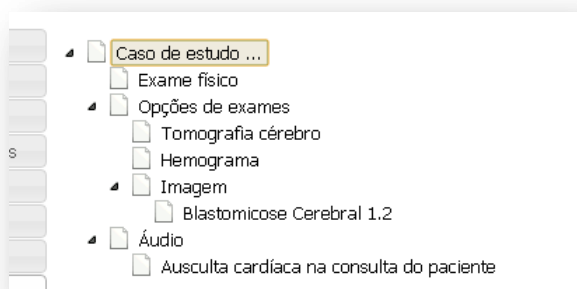 Caso de estudo ...
Exame físico
Opções de exames
Tomografia cérebro
s
Hemograma
Imagem
Blastomicose Cerebral 1.2
Áudio
Ausculta cardíaca na consulta do paciente